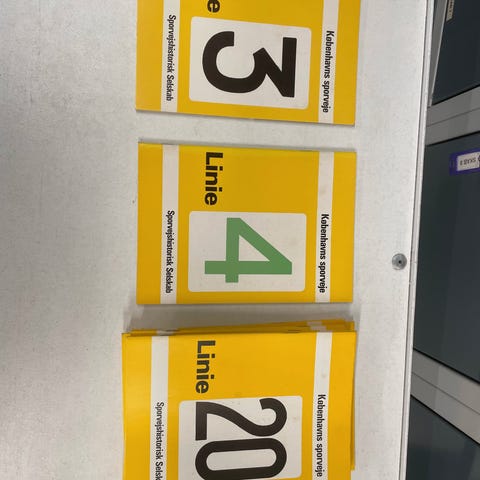 Københavns sporveje
Linie
3
Sporvejshistorisk Selskab
Københavns sporveje
Linie
4
Sporvejshistorisk Selskab
Københavns sporveje
Linie
20
Sporvejshistorisk Selskab